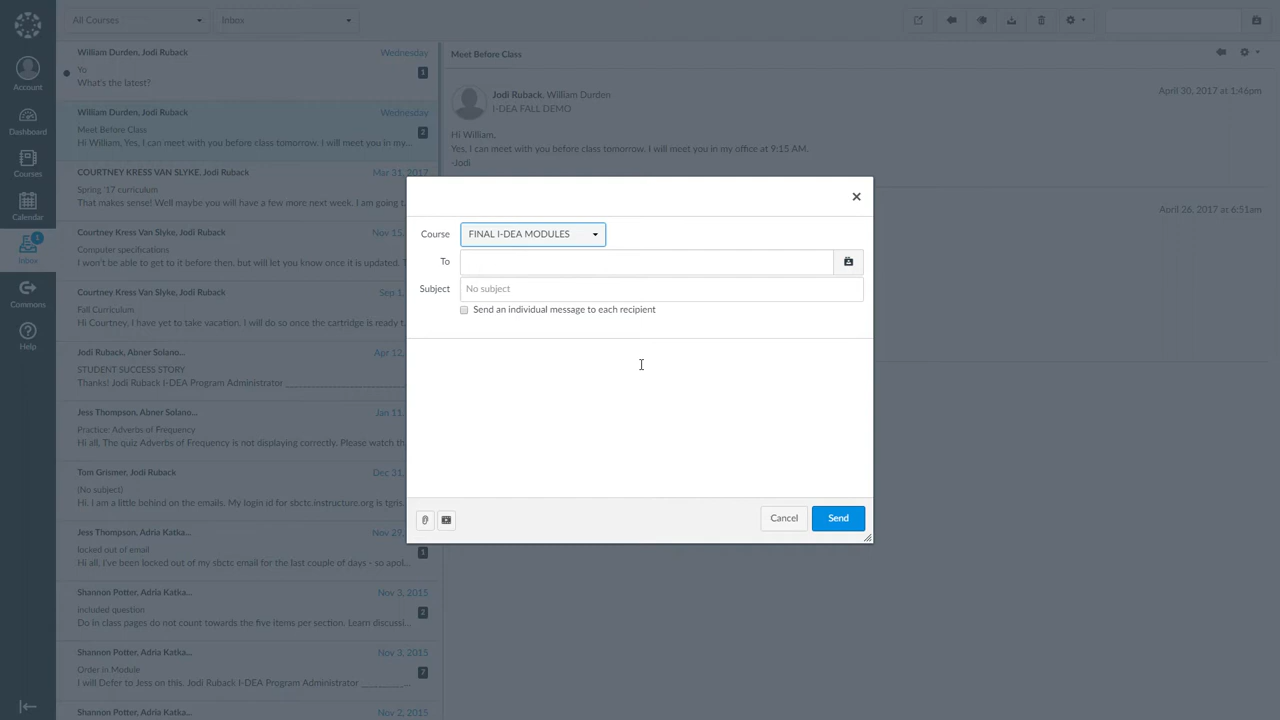 All Courses
Inbox
Account
Dashboard
Courses
Calendar
1
Inbox
Commons
Help
William Durden, Jodi Ruback Wednesday
Yo 1
What's the latest?
William Durden, Jodi Ruback Wednesday
Meet Before Class 2
Hi William, Yes, I can meet with you before class tomorrow. I will meet you in my...
COURTNEY KRESS VAN SLYKE, Jodi Ruback Mar 31, 2017
Spring '17 curriculum
That makes sense! Well maybe you will have a few more next week. I am going t
Courtney Kress Van Slyke, Jodi Ruback Nov 15,
Computer specifications
I won't be able to get to it before then, but will let you know once it is updated. T
Courtney Kress Van Slyke, Jodi Ruback Sep 1,
Fall Curriculum
Hi Courtney, I have yet to take vacation. I will do so once the cartridge is ready t
Jodi Ruback, Abner Solano... Apr 12,
STUDENT SUCCESS STORY
Thanks! Jodi Ruback I-DEA Program Administrator
Jess Thompson, Abner Solano... Jan 11,
Practice: Adverbs of Frequency
Hi all, The quiz Adverbs of Frequency is not displaying correctly. Please watch th
Tom Grismer, Jodi Ruback Dec 31,
(No subject)
Hi. I am a little behind on the emails. My login id for sbctc instructure.org is tgris
Jess Thompson, Adria Katka... Nov 29,
locked out of email 1
Hi all, I've been locked out of my sbctc email for the last couple of days - so apol...
Shannon Potter, Adria Katka... Nov 3, 2015
included question 2
Do in class pages do not count towards the five items per section. Learn discussi...
Shannon Potter, Adria Katka... Nov 3, 2015
Order in Module 7
I will Defer to Jess on this. Jodi Ruback I-DEA Program Administrator ________...
Shannon Potter, Adria Katka... Nov 2, 2015
Meet Before Class
Jodi Ruback, William Durden April 30, 2017 at 1:46pm
I-DEA FALL DEMO
Hi William,
Yes, I can meet with you before class tomorrow. I will meet you in my office at 9:15 AM.
-Jodi
April 26, 2017 at 6:51am
Course FINAL I-DEA MODULES
To
Subject No subject
Send an individual message to each recipient
Cancel Send